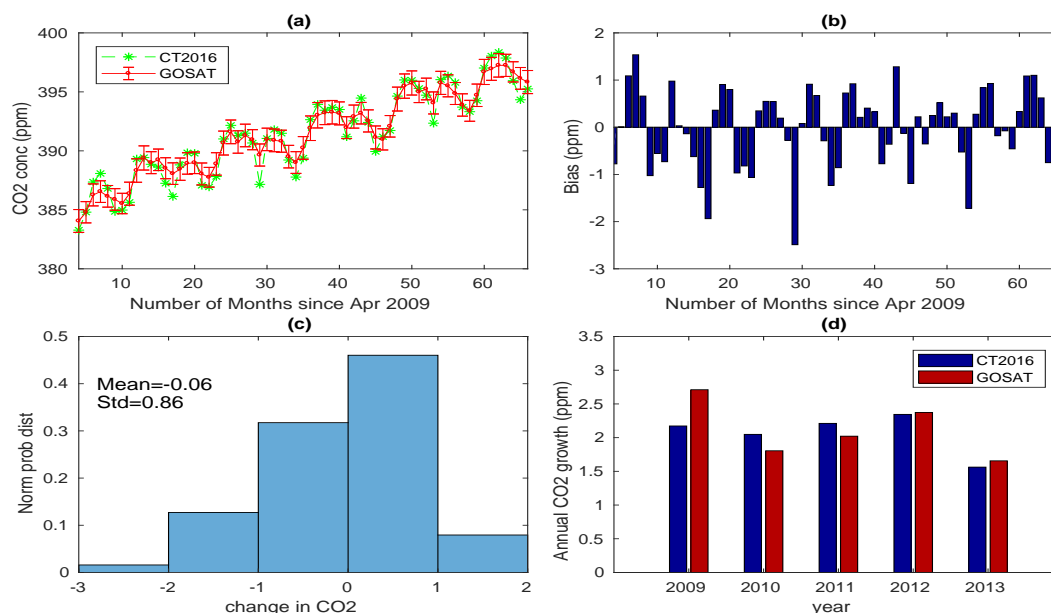 (a)
400
395
390
385
380
CO2 conc (ppm)
CT2016
GOSAT
10 20 30 40 50 60
Number of Months since Apr 2009
(b)
2
1
0
-1
-2
-3
Bias (ppm)
10 20 30 40 50 60
Number of Months since Apr 2009
(c)
0.5
0.4
0.3
0.2
0.1
0
Norm prob dist
Mean=-0.06
Std=0.86
-3 -2 -1 0 1 2
change in CO2
(d)
3.5
3
2.5
2
1.5
1
0.5
0
Annual CO2 growth (ppm)
CT2016
GOSAT
2009 2010 2011 2012 2013
year